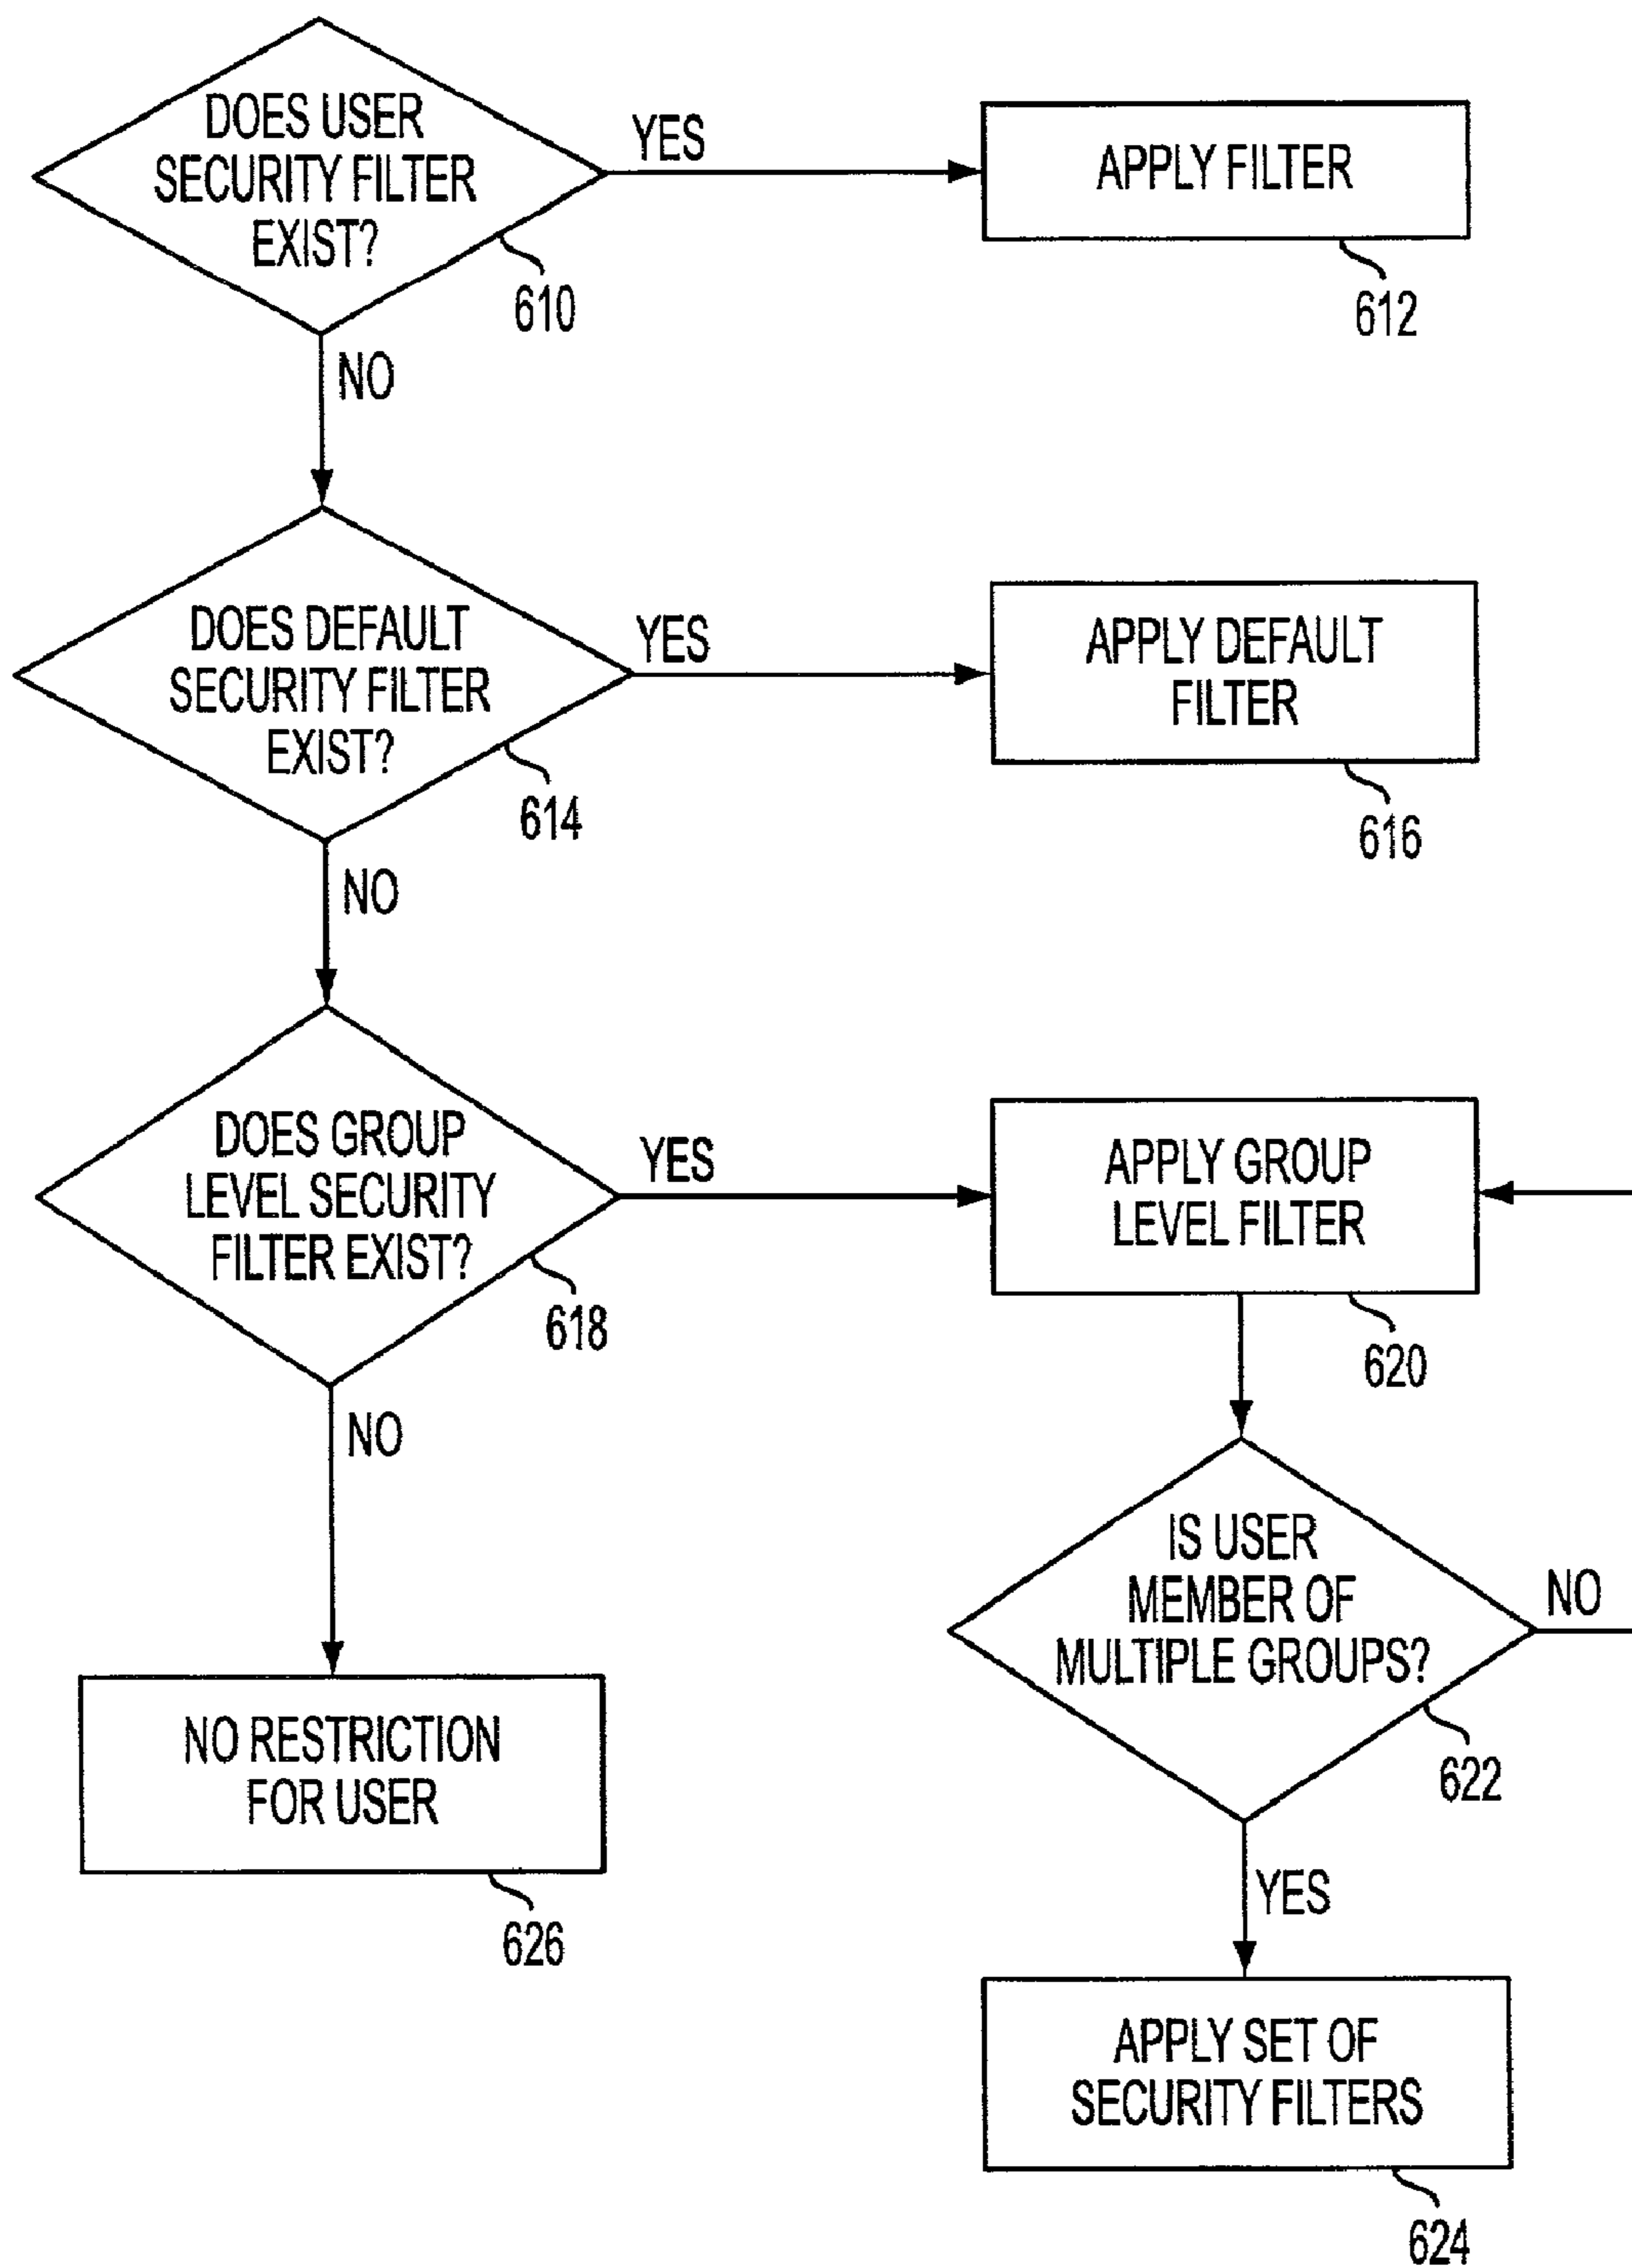 DOES USER
SECURITY FILTER
EXIST?
610
YES
APPLY FILTER
612
NO
DOES DEFAULT
SECURITY FILTER
EXIST?
614
YES
APPLY DEFAULT
FILTER
616
NO
DOES GROUP
LEVEL SECURITY
FILTER EXIST?
618
YES
APPLY GROUP
LEVEL FILTER
620
NO
IS USER
MEMBER OF
MULTIPLE GROUPS?
622
NO
NO RESTRICTION
FOR USER
626
YES
APPLY SET OF
SECURITY FILTERS
624